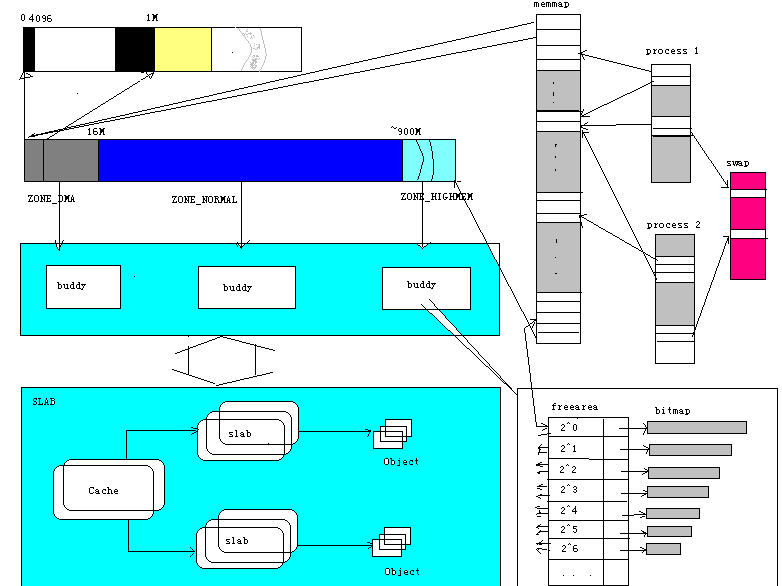 0 4096
1M
memmap
process 1
16M
~900M
swap
ZONE_DMA
ZONE_NORMAL
ZONE_HIGHMEM
process 2
buddy
buddy
buddy
SLAB
slab
Object
Cache
slab
Object
freearea
bitmap
2^0
2^1
2^2
2^3
2^4
2^5
2^6
. . .